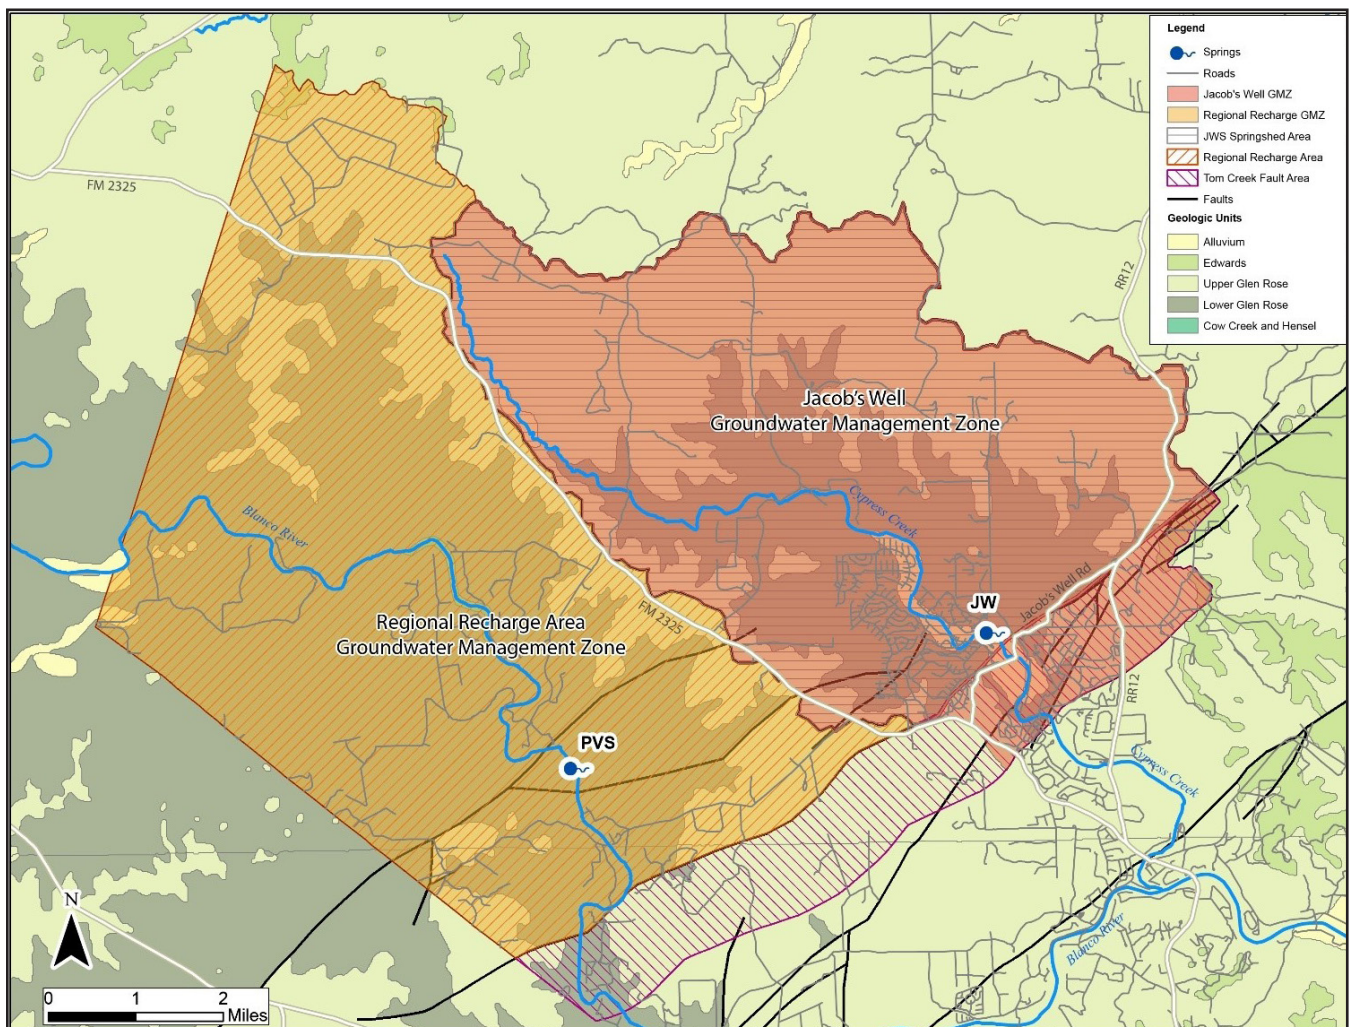 Legend
Springs
Roads
Jacob's Well GMZ
Regional Recharge GMZ
JWS Springshed Area
Regional Recharge Area
Tom Creek Fault Area
Faults
Geologic Units
Alluvium
Edwards
Upper Glen Rose
Lower Glen Rose
Cow Creek and Hensel
FM 2325
RR12
Jacob's Well
Groundwater Management Zone
Cypress Creek
Blanco River
JW
Jacob's Well Rd
FM 2325
Regional Recharge Area
Groundwater Management Zone
RR12
PVS
Cypress Creek
Blanco River
N
0 1 2
Miles